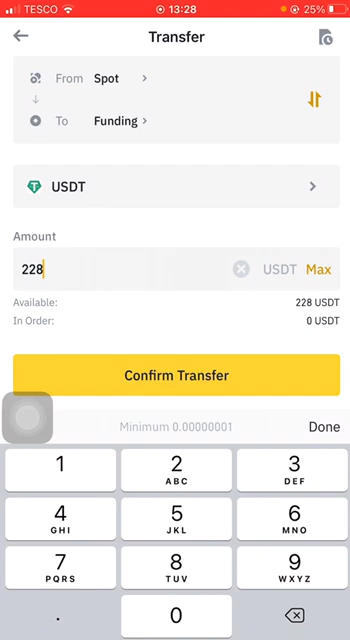 TESCO 13:28 25%
Transfer
From Spot
To Funding
USDT
Amount
228 USDT Max
Available: 228 USDT
In Order: 0 USDT
Confirm Transfer
Minimum 0.00000001 Done
1 2 3
ABC DEF
4 5 6
GHI JKL MNO
7 8 9
PQRS TUV WXYZ
. 0